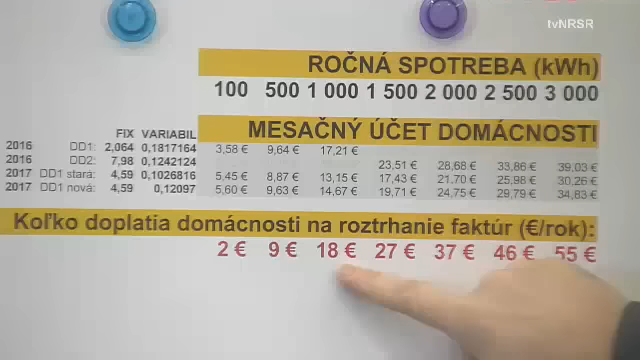 tvNRSR
ROČNÁ SPOTREBA (kWh)
100 500 1 000 1 500 2 000 2 500 3 000
FIX VARIABIL MESAČNÝ ÚČET DOMÁCNOSTI
2016 DD1: 2,064 0,1817164 3,58 € 9,64 € 17,21 €
2016 DD2: 7,98 0,1242124 23,51 € 28,68 € 33,86 € 39,03 €
2017 DD1 stará: 4,59 0,1026816 5,45 € 8,87 € 13,15 € 17,43 € 21,70 € 25,98 € 30,26 €
2017 DD1 nová: 4,59 0,12097 5,60 € 9,63 € 14,67 € 19,71 € 24,75 € 29,79 € 34,83 €
Koľko doplatia domácnosti na roztrhanie faktúr (€/rok):
2 € 9 € 18 € 27 € 37 € 46 € 55 €